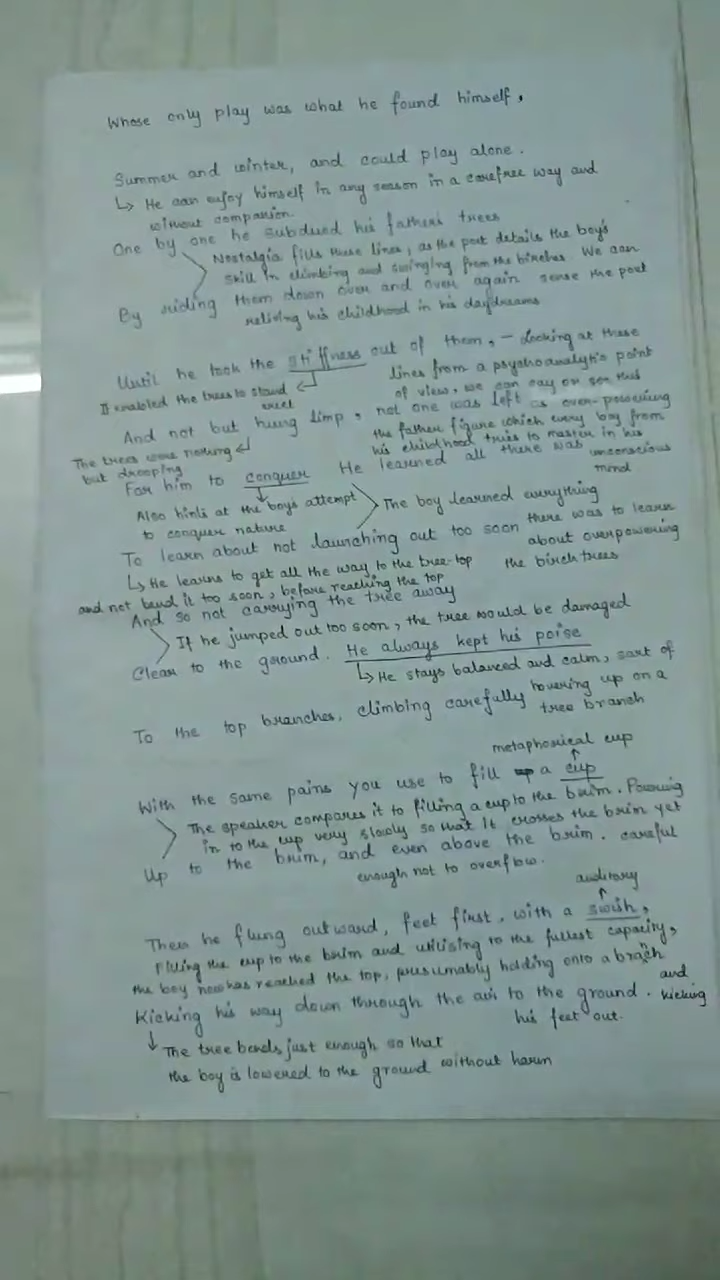 Whose only play was what he found himself,
Summer and winter, and could play alone.
↳ He can enjoy himself in any season in a carefree way and
without companion.
One by one he subdued his father's trees
Nostalgia fills these lines, as the poet details the boy's
skill in climbing and swinging from the birches. We can
By riding them down over and over again sense the poet
reliving his childhood in his daydreams
Until he took the stiffness out of them, – Looking at these
It enabled the trees to stand
erect
lines from a psychoanalytic point
of view, we can say or see this
And not but hung limp, not one was left as over-powering
the father figure which every boy from
his childhood tries to master in his
unconscious
mind
The trees were nothing
but drooping
For him to conquer He learned all there was
Also hints at the boys attempt
to conquer nature
The boy learned everything
there was to learn
about overpowering
the birch trees
To learn about not launching out too soon
↳ He learns to get all the way to the tree-top
and not bend it too soon, before reaching the top
And so not carrying the tree away
If he jumped out too soon, the tree would be damaged
Clear to the ground. He always kept his poise
↳ He stays balanced and calm, sort of
hovering up on a
tree branch
To the top branches, climbing carefully
metaphorical cup
With the same pains you use to fill a cup
The speaker compares it to filling a cup to the brim. Pouring
in to the cup very slowly so that it crosses the brim yet
Up to the brim, and even above the brim. careful
enough not to overflow.
auditory
Then he flung outward, feet first, with a swish,
Filling the cup to the brim and utilising to the fullest capacity,
the boy now has reached the top, presumably holding onto a branch
and
Kicking his way down through the air to the ground. kicking
his feet out.
↓ The tree bends just enough so that
the boy is lowered to the ground without harm